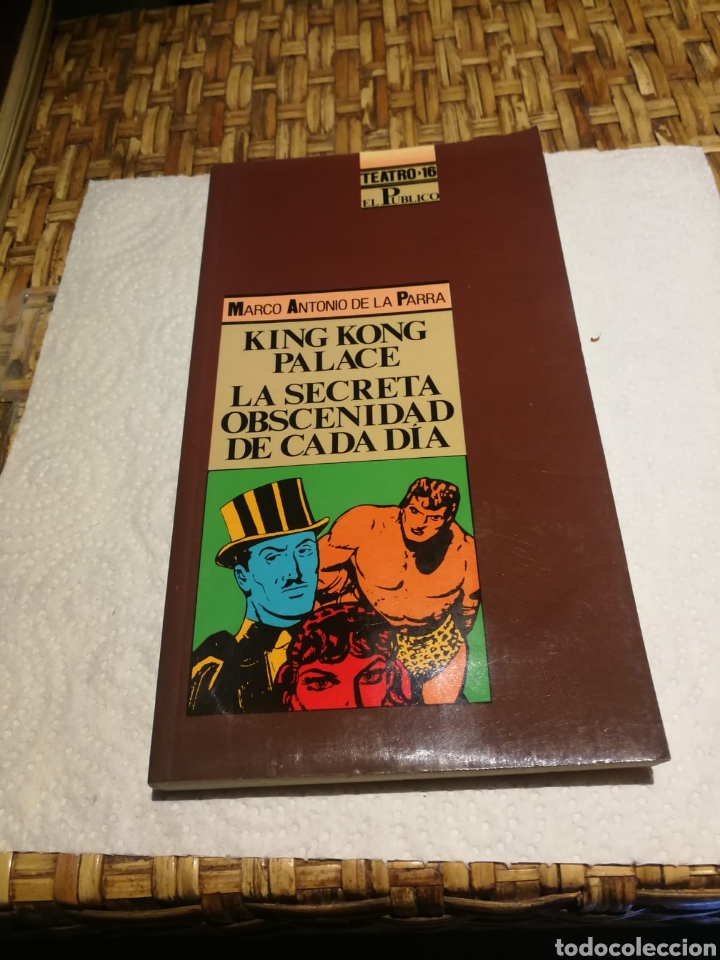 TEATRO·16
EL PÚBLICO
MARCO ANTONIO DE LA PARRA
KING KONG
PALACE
LA SECRETA
OBSCENIDAD
DE CADA DÍA
todocoleccion